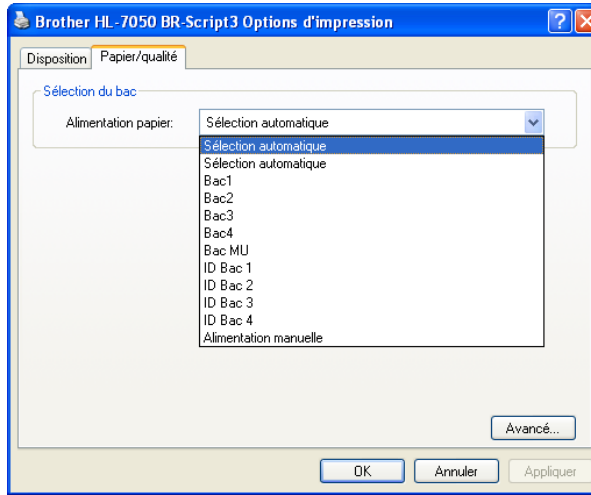 Brother HL-7050 BR-Script3 Options d'impression
Disposition Papier/qualité
Sélection du bac
Alimentation papier: Sélection automatique
Sélection automatique
Sélection automatique
Bac1
Bac2
Bac3
Bac4
Bac MU
ID Bac 1
ID Bac 2
ID Bac 3
ID Bac 4
Alimentation manuelle
Avancé...
OK Annuler Appliquer